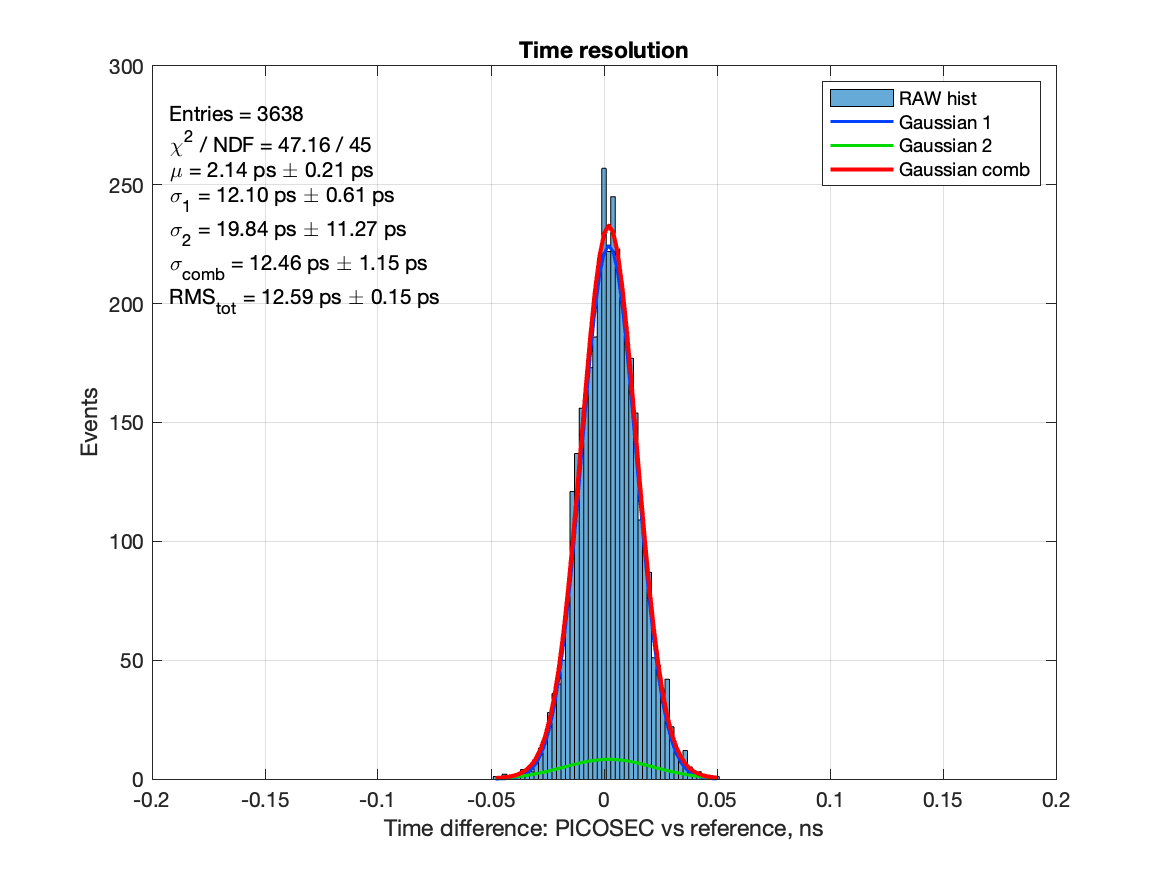 Time resolution
Entries = 3638
χ² / NDF = 47.16 / 45
μ = 2.14 ps ± 0.21 ps
σ₁ = 12.10 ps ± 0.61 ps
σ₂ = 19.84 ps ± 11.27 ps
σcomb = 12.46 ps ± 1.15 ps
RMStot = 12.59 ps ± 0.15 ps
RAW hist
Gaussian 1
Gaussian 2
Gaussian comb
300
250
200
150
100
50
0
Events
-0.2 -0.15 -0.1 -0.05 0 0.05 0.1 0.15 0.2
Time difference: PICOSEC vs reference, ns